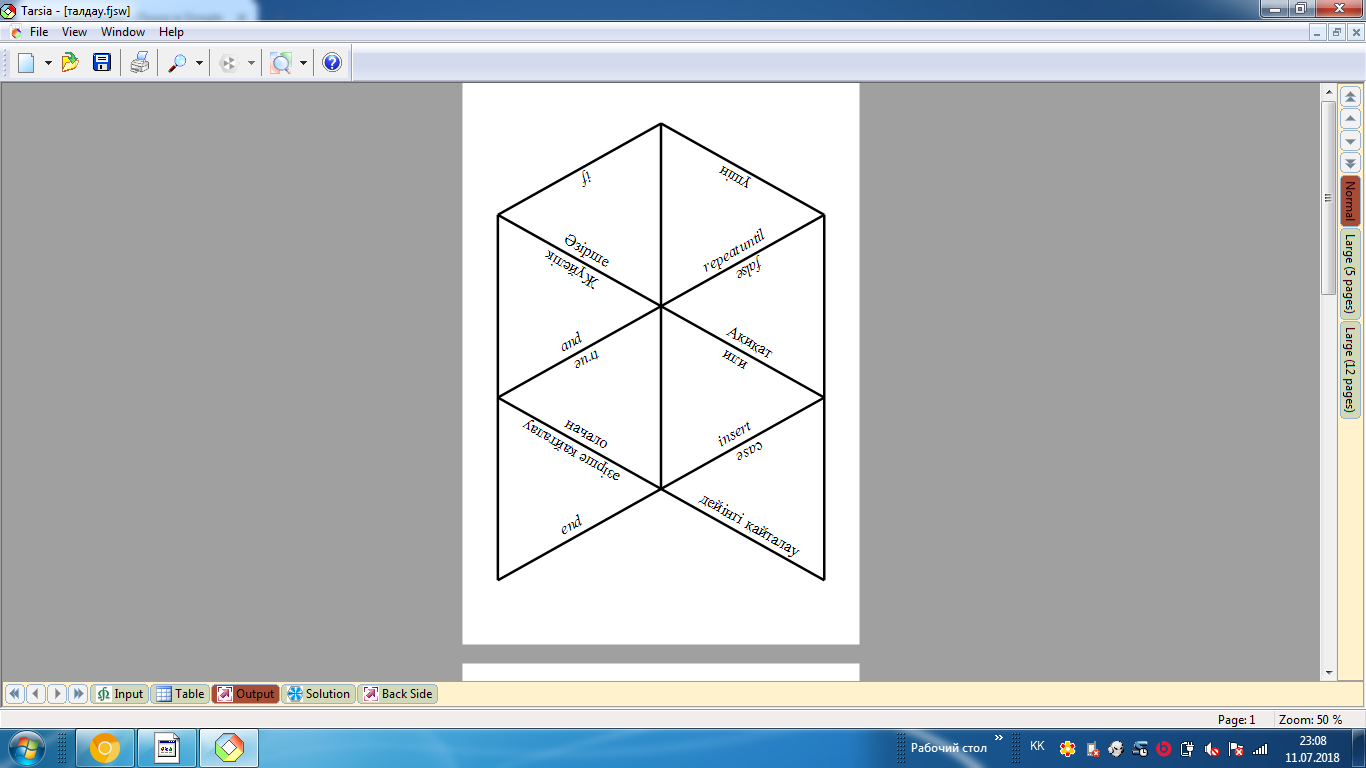 Tarsia - [талдау.fjsw]
File View Window Help
if
үшін
Әзірше
repeatuntil
Жүйелік
false
and
Ақиқат
true
или
оғачан
insert
әзірше қайталау
case
end
дейінгі қайталау
Normal
Large (5 pages)
Large (12 pages)
Input Table Output Solution Back Side
Page: 1 Zoom: 50 %
Рабочий стол
KK
23:08
11.07.2018